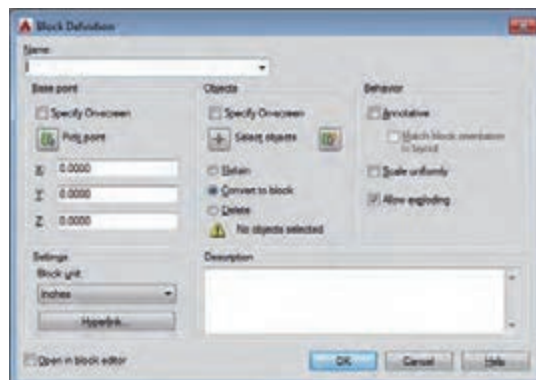 Block Definition
Name:
Base point
Specify On-screen
Pick point
X: 0.0000
Y: 0.0000
Z: 0.0000
Objects
Specify On-screen
Select objects
Retain
Convert to block
Delete
No objects selected
Behavior
Annotative
Match block orientation
to layout
Scale uniformly
Allow exploding
Settings
Block unit:
Inches
Hyperlink...
Description
Open in block editor
OK
Cancel
Help